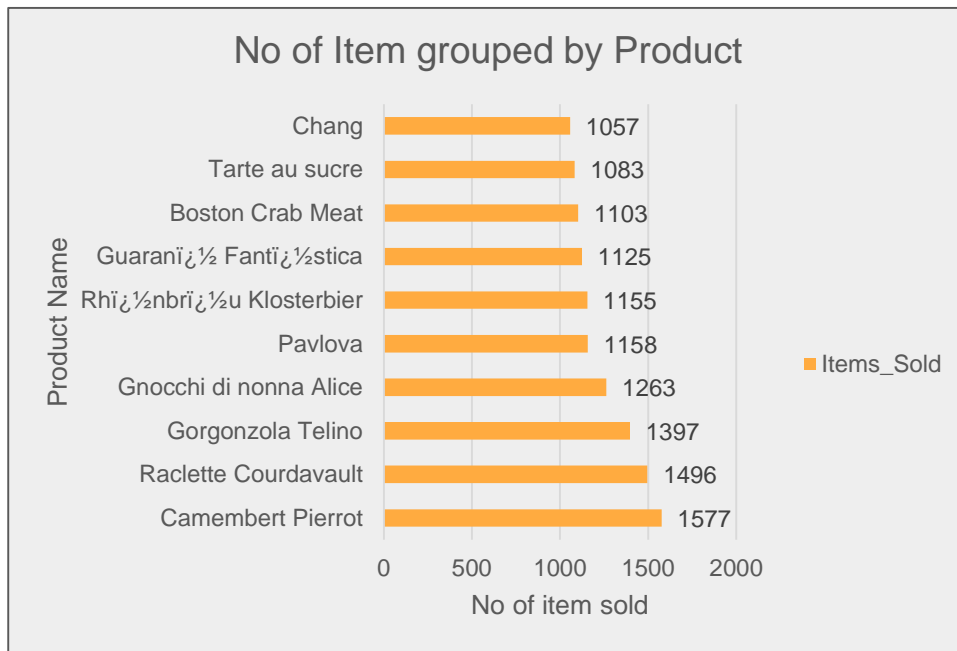 No of Item grouped by Product
Product Name
Chang 1057
Tarte au sucre 1083
Boston Crab Meat 1103
Guaranï¿½ Fantï¿½stica 1125
Rhï¿½nbrï¿½u Klosterbier 1155
Pavlova 1158
Gnocchi di nonna Alice 1263
Gorgonzola Telino 1397
Raclette Courdavault 1496
Camembert Pierrot 1577
0 500 1000 1500 2000
No of item sold
Items_Sold